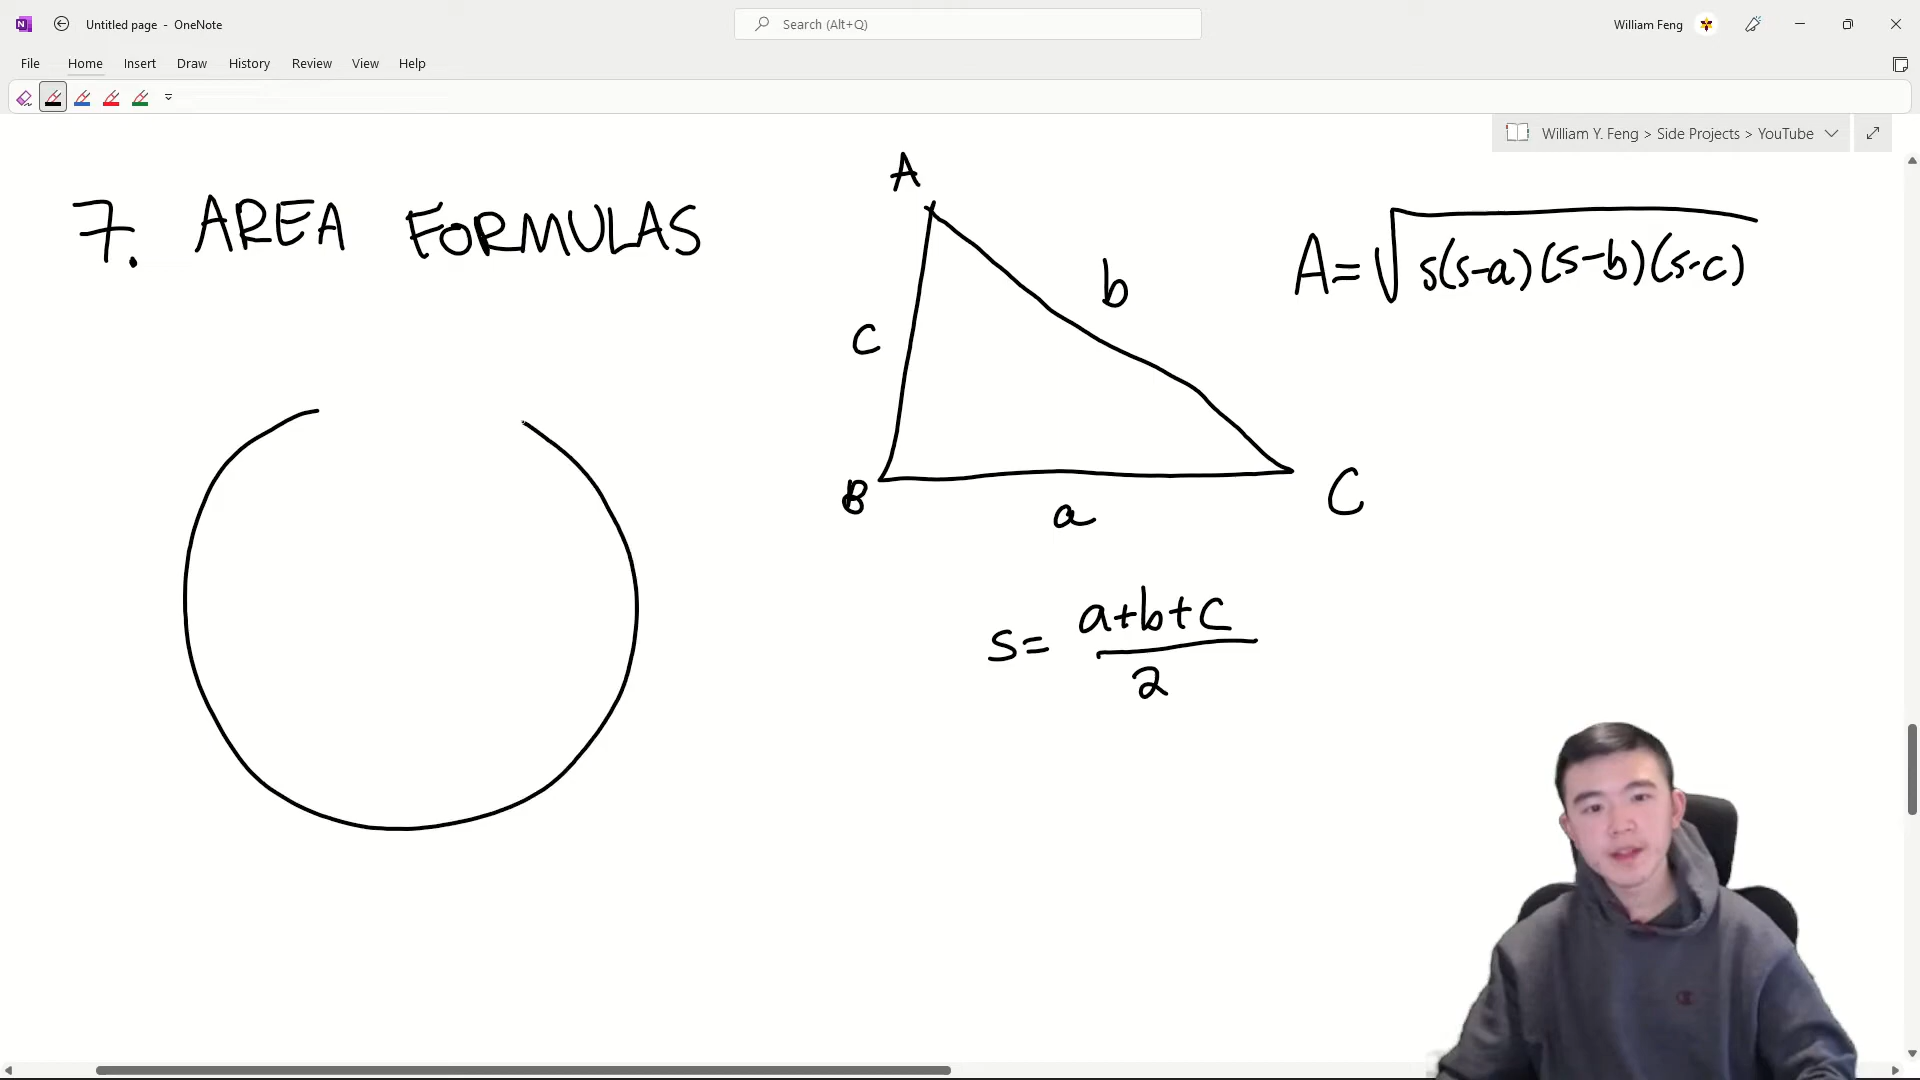 Untitled page - OneNote
Search (Alt+Q)
William Feng
File Home Insert Draw History Review View Help
William Y. Feng > Side Projects > YouTube
7. AREA FORMULAS
A
b
c
B
a
C
A=√s(s-a)(s-b)(s-c)
s= a+b+c
2